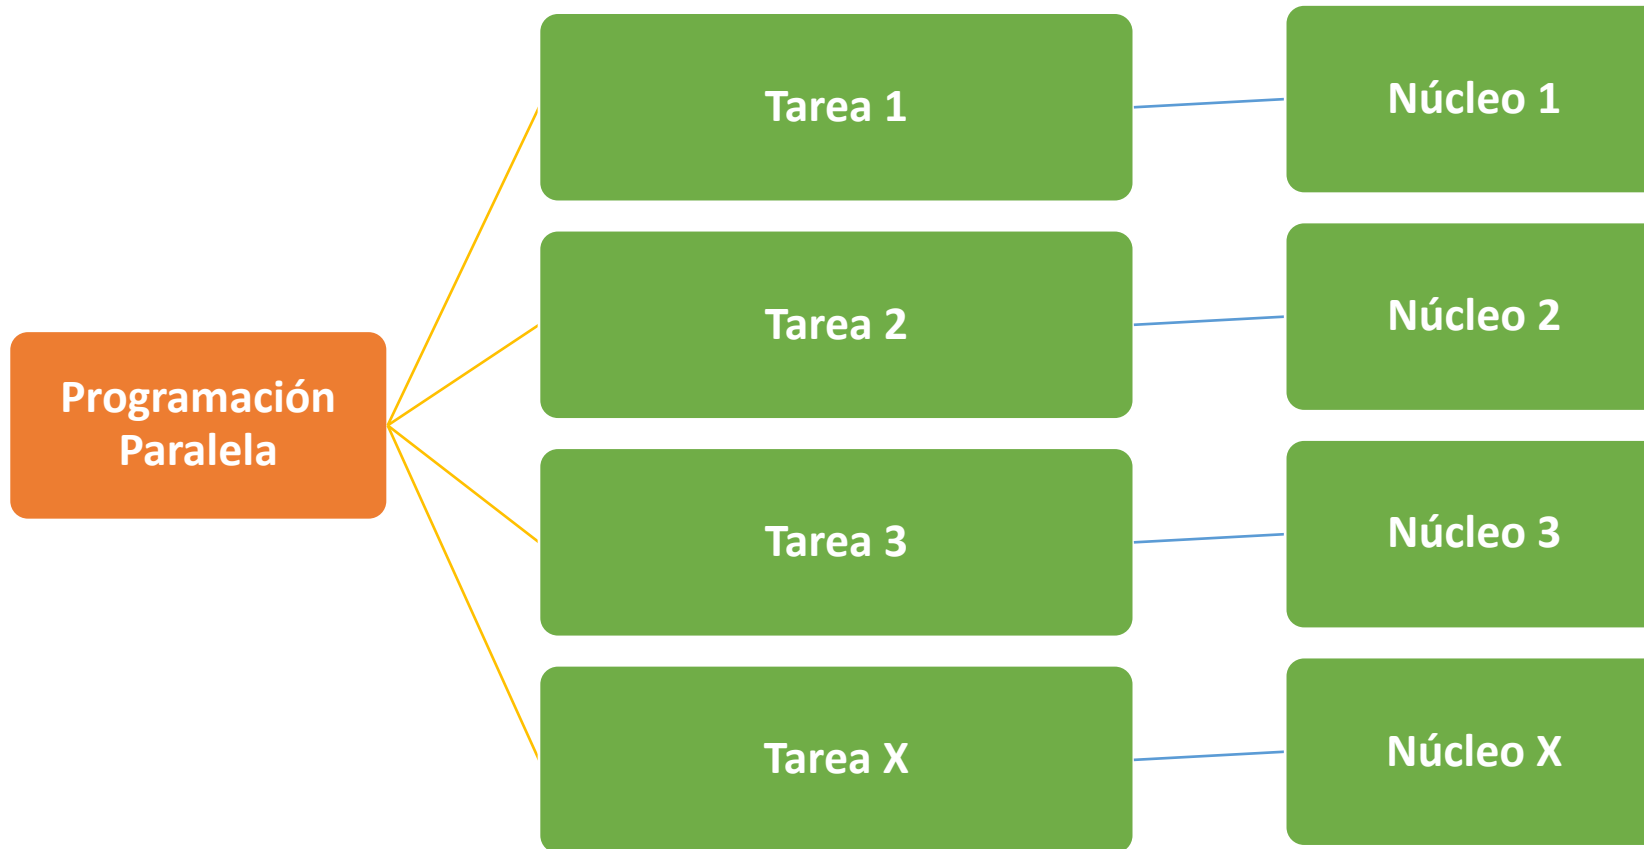 Programación
Paralela
Tarea 1
Núcleo 1
Tarea 2
Núcleo 2
Tarea 3
Núcleo 3
Tarea X
Núcleo X